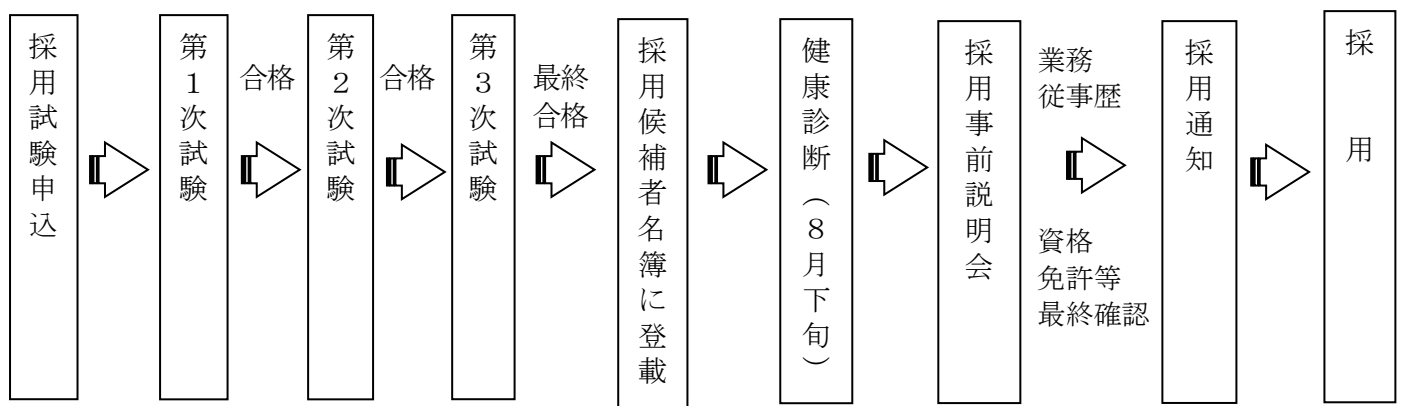 採用試験申込
第1次試験
合格
第2次試験
合格
第3次試験
最終
合格
採用候補者名簿に登載
健康診断（8月下旬）
採用事前説明会
業務
従事歴
資格
免許等
最終確認
採用通知
採用